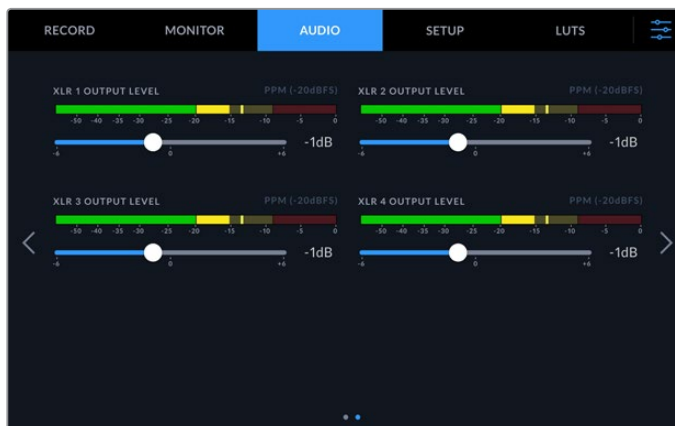 RECORD MONITOR AUDIO SETUP LUTS
XLR 1 OUTPUT LEVEL PPM (-20dBFS) XLR 2 OUTPUT LEVEL PPM (-20dBFS)
-50 -40 -35 -30 -25 -20 -15 -10 -5 0 -50 -40 -35 -30 -25 -20 -15 -10 -5 0
-1dB -1dB
-6 0 +6 -6 0 +6
XLR 3 OUTPUT LEVEL PPM (-20dBFS) XLR 4 OUTPUT LEVEL PPM (-20dBFS)
-50 -40 -35 -30 -25 -20 -15 -10 -5 0 -50 -40 -35 -30 -25 -20 -15 -10 -5 0
-1dB -1dB
-6 0 +6 -6 0 +6